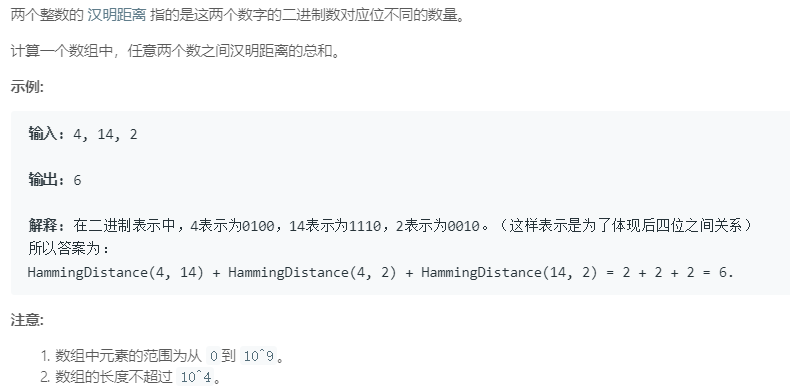 两个整数的 汉明距离 指的是这两个数字的二进制数对应位不同的数量。
计算一个数组中，任意两个数之间汉明距离的总和。
示例:
输入: 4, 14, 2
输出: 6
解释: 在二进制表示中，4表示为0100，14表示为1110，2表示为0010。（这样表示是为了体现后四位之间关系）
所以答案为：
HammingDistance(4, 14) + HammingDistance(4, 2) + HammingDistance(14, 2) = 2 + 2 + 2 = 6.
注意:
1. 数组中元素的范围为从 0到 10^9。
2. 数组的长度不超过 10^4。